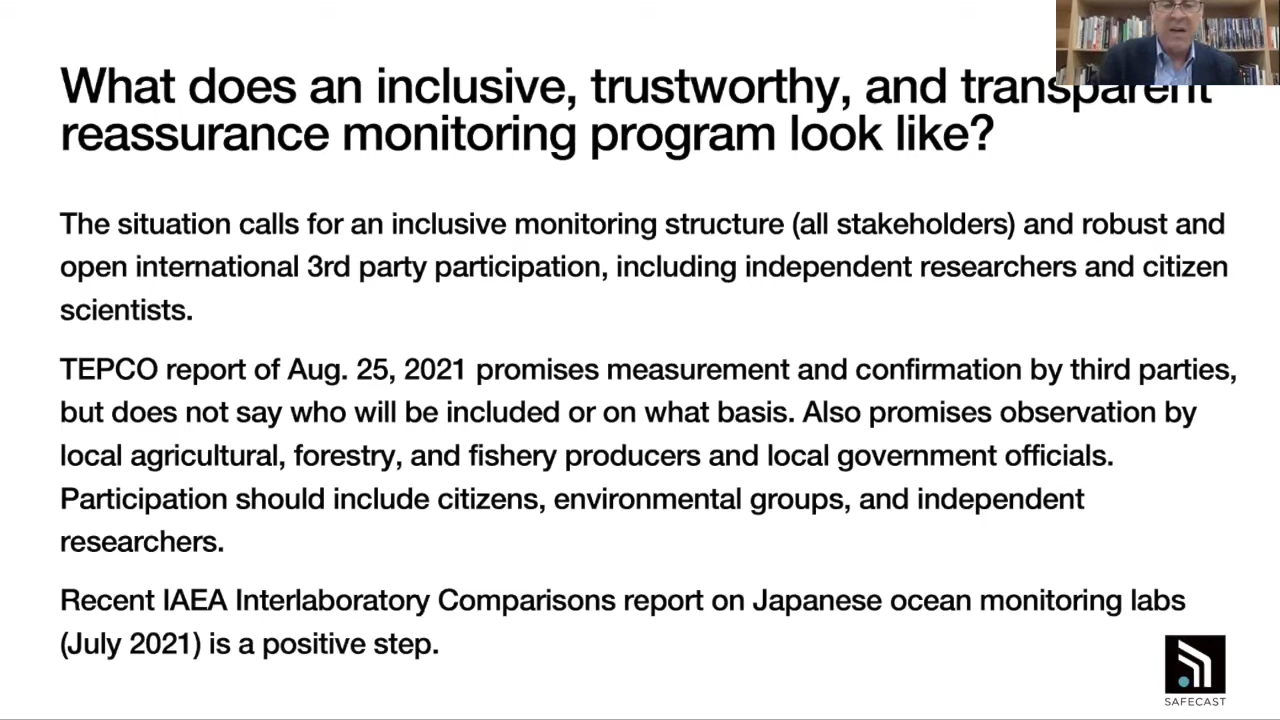 What does an inclusive, trustworthy, and transparent
reassurance monitoring program look like?
The situation calls for an inclusive monitoring structure (all stakeholders) and robust and
open international 3rd party participation, including independent researchers and citizen
scientists.
TEPCO report of Aug. 25, 2021 promises measurement and confirmation by third parties,
but does not say who will be included or on what basis. Also promises observation by
local agricultural, forestry, and fishery producers and local government officials.
Participation should include citizens, environmental groups, and independent
researchers.
Recent IAEA Interlaboratory Comparisons report on Japanese ocean monitoring labs
(July 2021) is a positive step.
SAFECAST